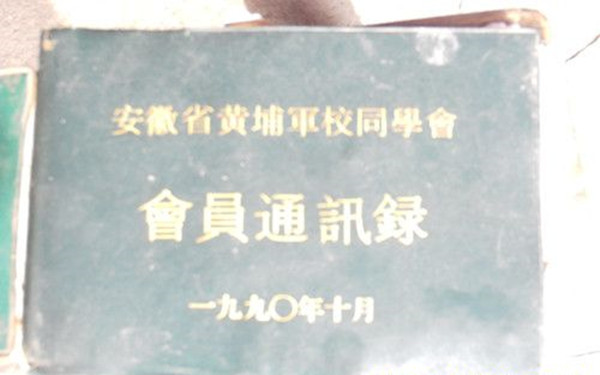 安徽省黄埔軍校同學會
會員通訊録
一九九〇年十月